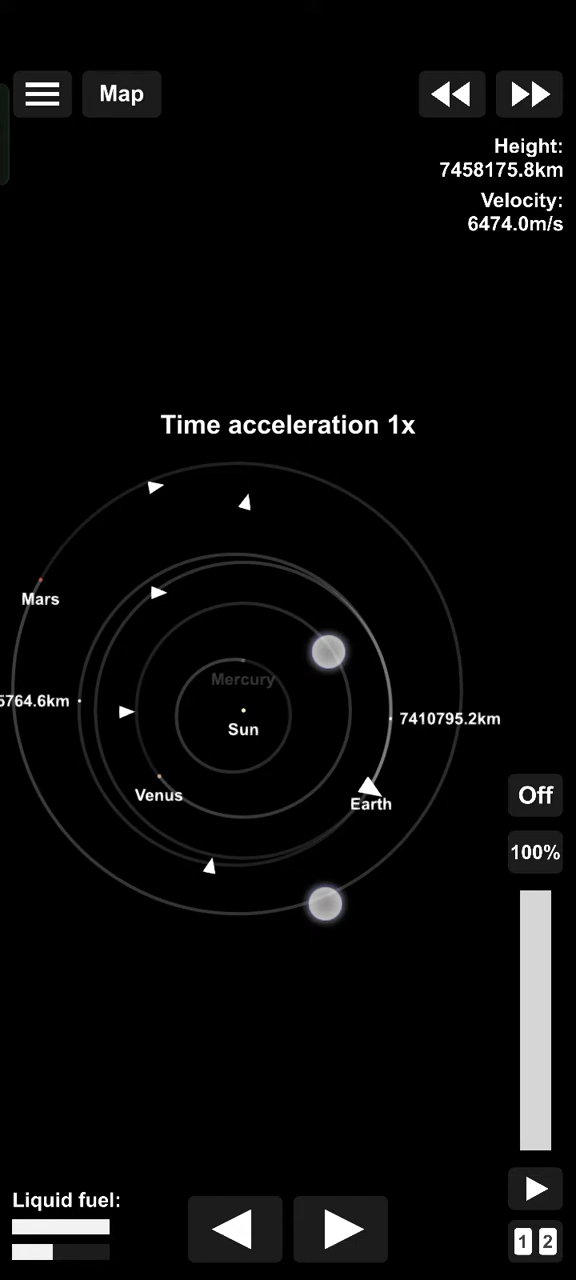 Map
Height:
7458175.8km
Velocity:
6474.0m/s
Time acceleration 1x
Mars
Mercury
5764.6km
7410795.2km
Sun
Venus
Earth
Off
100%
Liquid fuel:
1 2